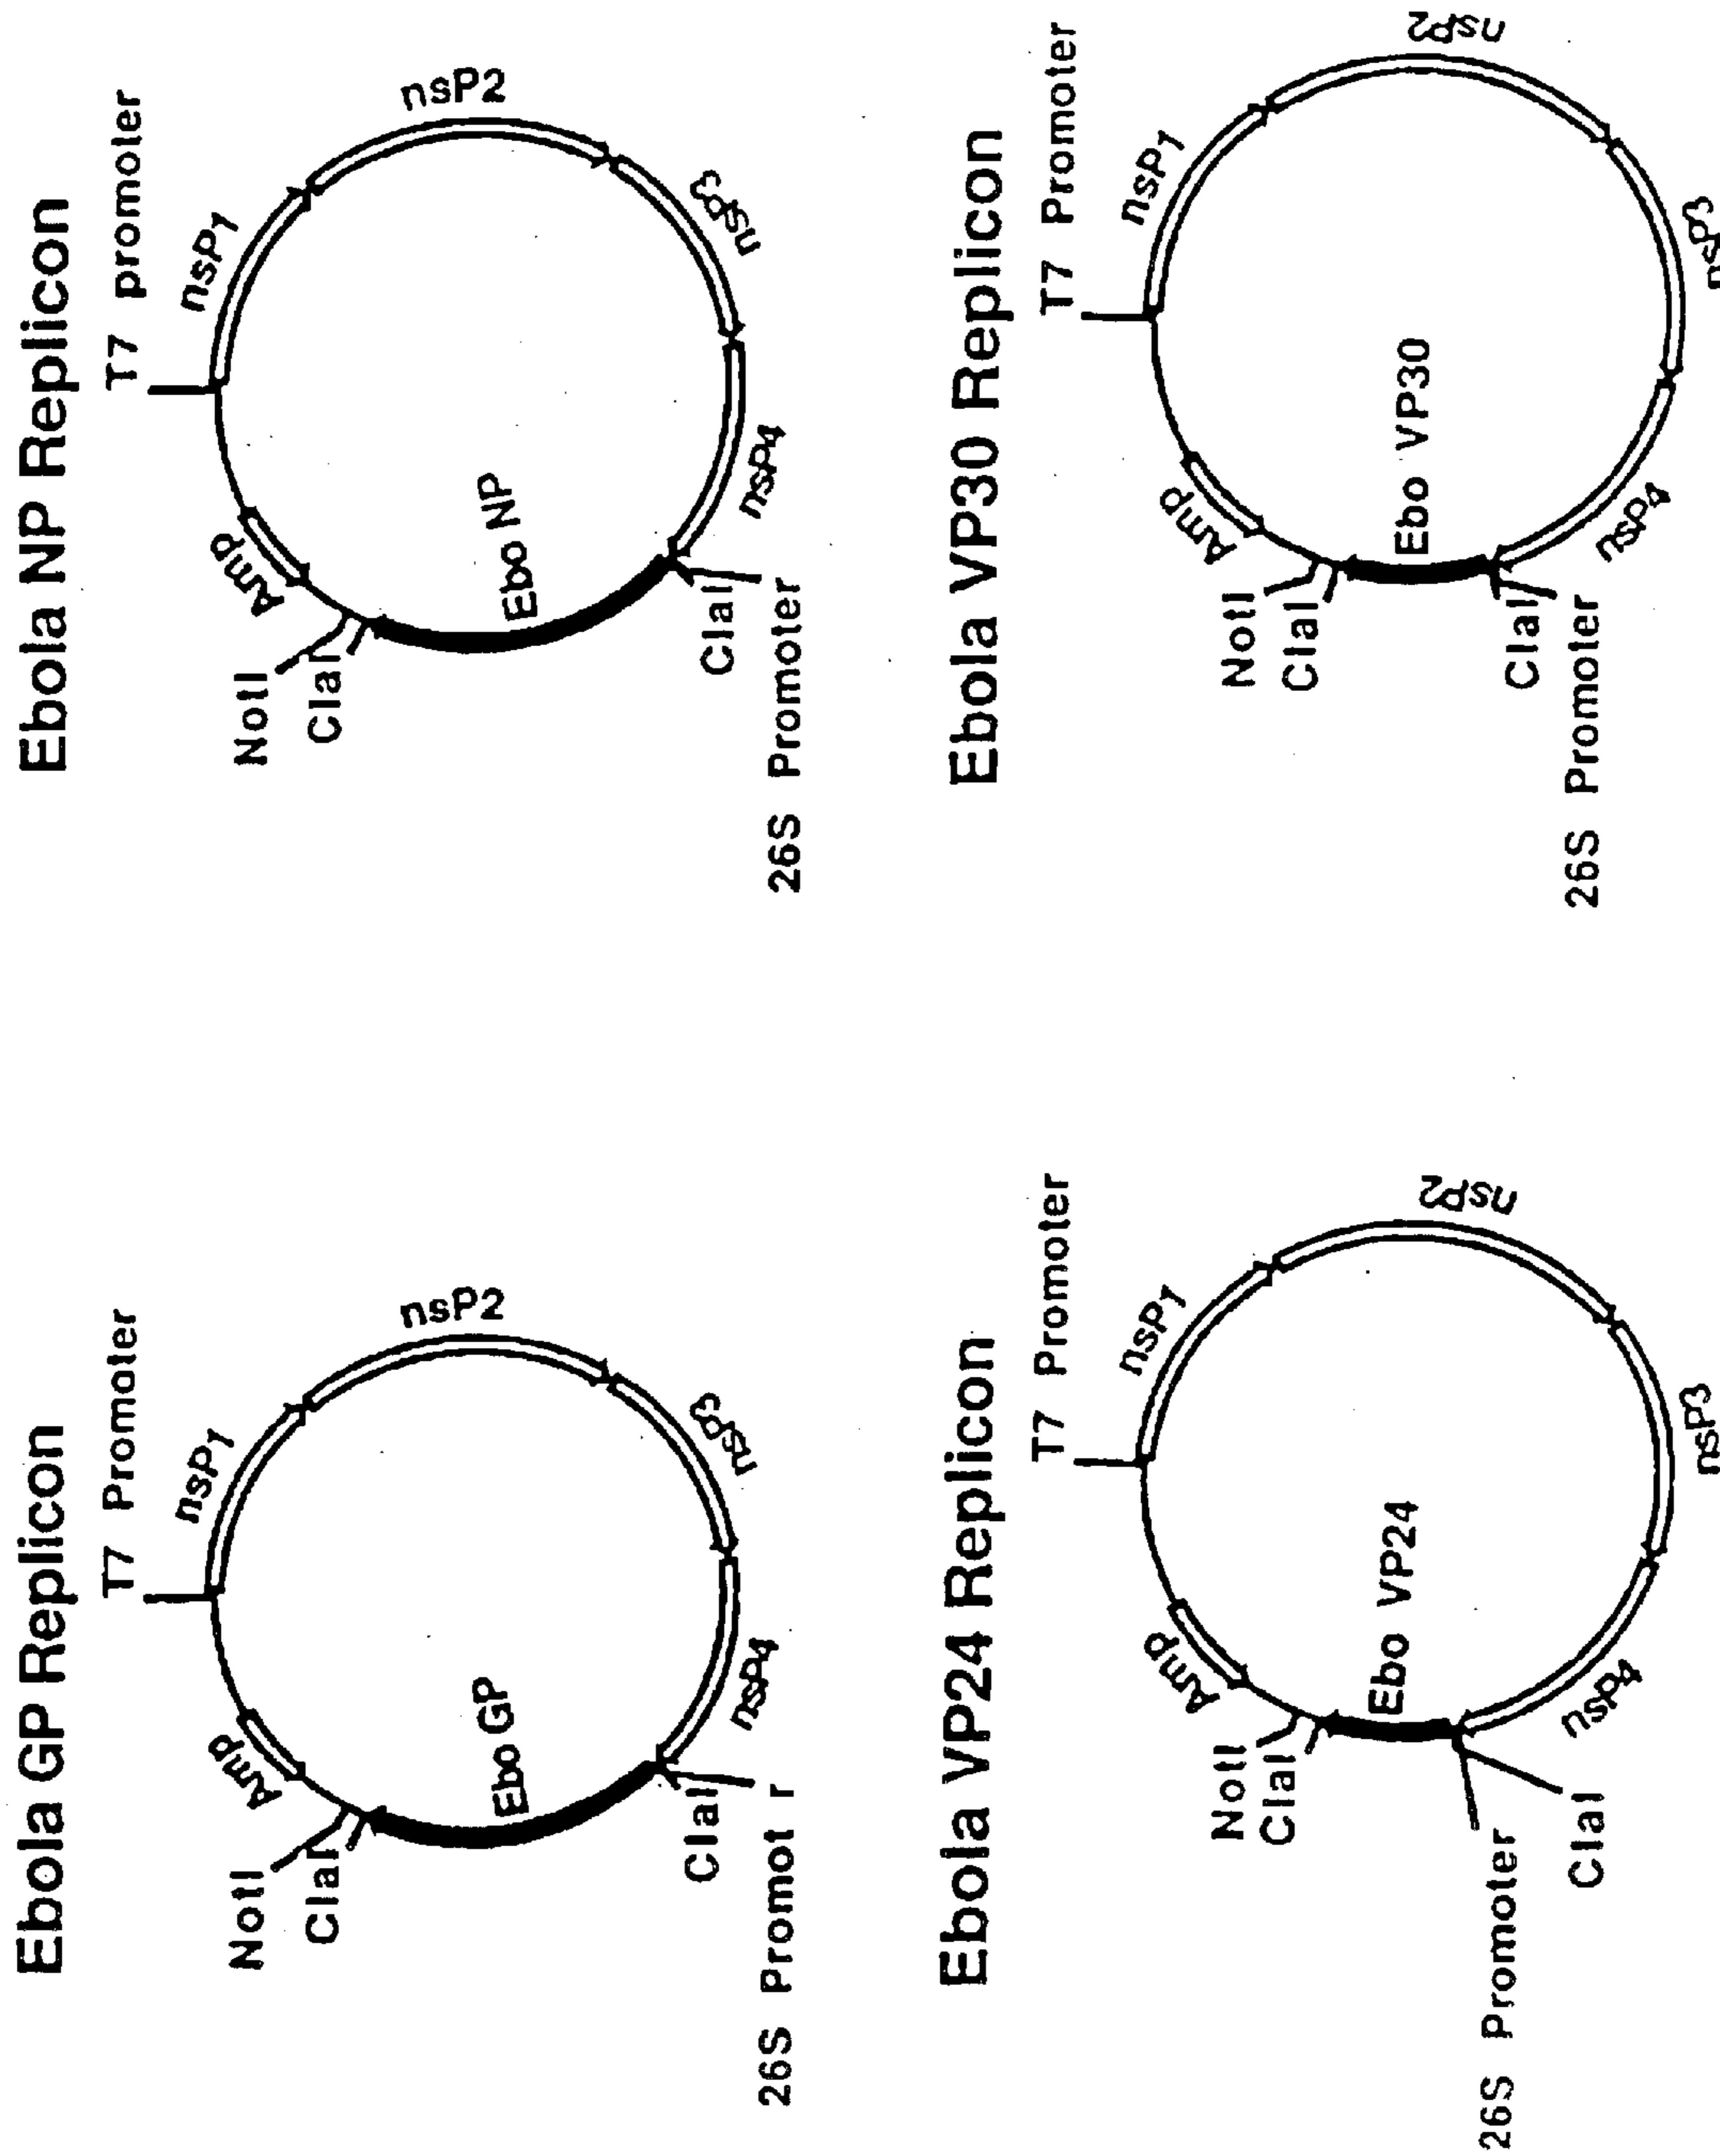 Ebola GP Replicon
T7 Promoter
nsP1
nsP2
nsP3
nsP4
Amp
NotI
ClaI
Ebo GP
ClaI
26S Promot r
Ebola NP Replicon
T7 promoter
nsP1
nsP2
nsP3
nsP4
Amp
NotI
ClaI
Ebo NP
ClaI
26S Promoter
Ebola VP24 Replicon
T7 Promoter
nsP1
nsP2
nsP3
nsP4
Amp
NotI
ClaI
Ebo VP24
26S Promoter
ClaI
Ebola VP30 Replicon
T7 Promoter
nsP1
nsP2
nsP3
nsP4
Amp
NotI
ClaI
Ebo VP30
ClaI
26S Promoter